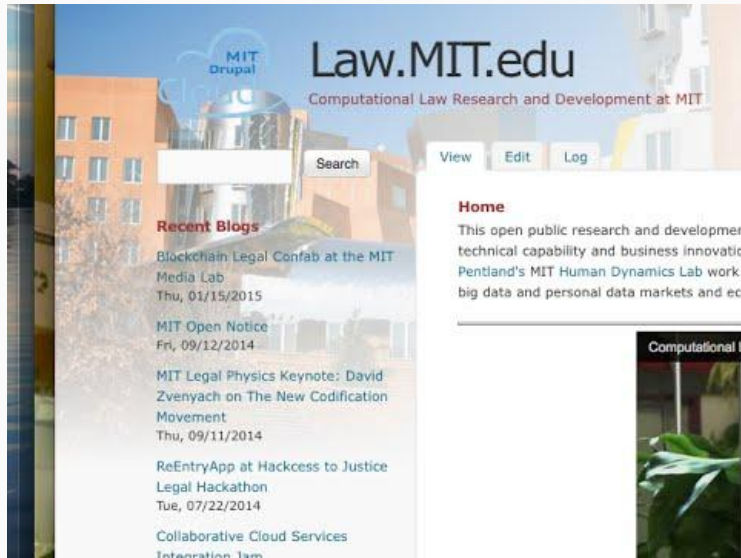 MIT
Drupal
Cloud
Law.MIT.edu
Computational Law Research and Development at MIT
Search
View Edit Log
Recent Blogs
Blockchain Legal Confab at the MIT
Media Lab
Thu, 01/15/2015
MIT Open Notice
Fri, 09/12/2014
MIT Legal Physics Keynote: David
Zvenyach on The New Codification
Movement
Thu, 09/11/2014
ReEntryApp at Hackcess to Justice
Legal Hackathon
Tue, 07/22/2014
Collaborative Cloud Services
Integration Jam
Home
This open public research and developmen
technical capability and business innovatio
Pentland's MIT Human Dynamics Lab work
big data and personal data markets and ec
Computational